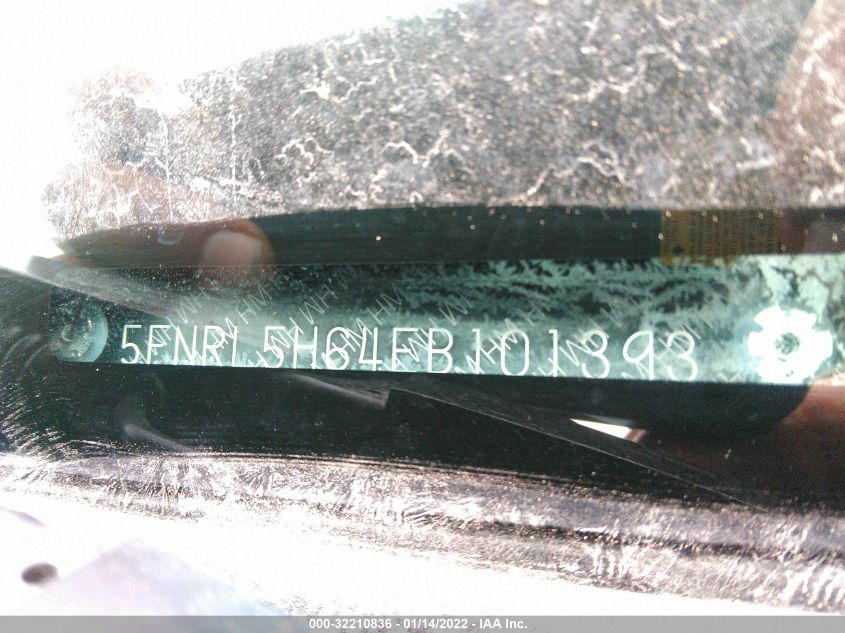 5FNRL5H64FB101393
000-32210836 - 01/14/2022 - IAA Inc.